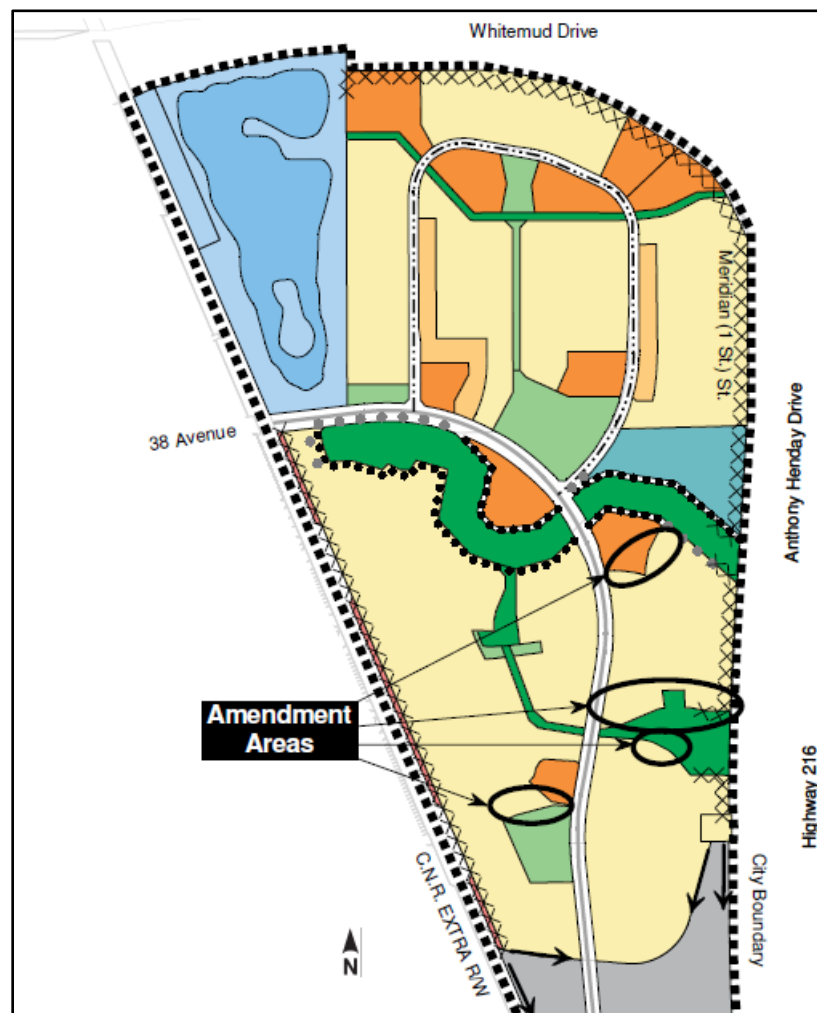 Whitemud Drive
Meridian (1 St.) St.
38 Avenue
Anthony Henday Drive
Amendment
Areas
Highway 216
City Boundary
C.N.R. EXTRA R/W
N